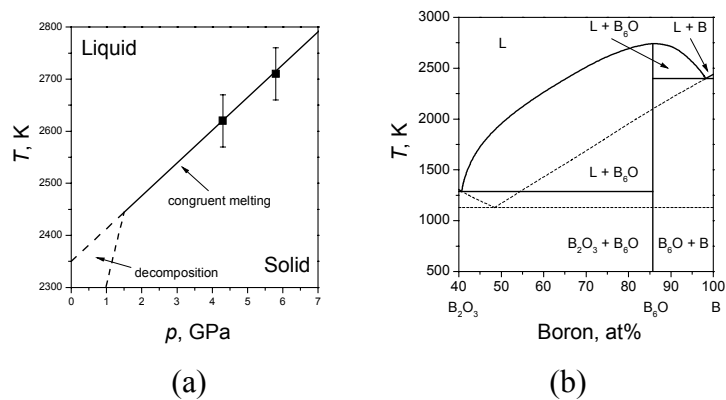 2800
2700
2600
2500
2400
2300
T, K
0 1 2 3 4 5 6 7
p, GPa
Liquid
congruent melting
decomposition
Solid
(a)
3000
2500
2000
1500
1000
500
T, K
40 50 60 70 80 90 100
B₂O₃ B₆O B
Boron, at%
L
L + B₆O
L + B
L + B₆O
B₂O₃ + B₆O
B₆O + B
(b)